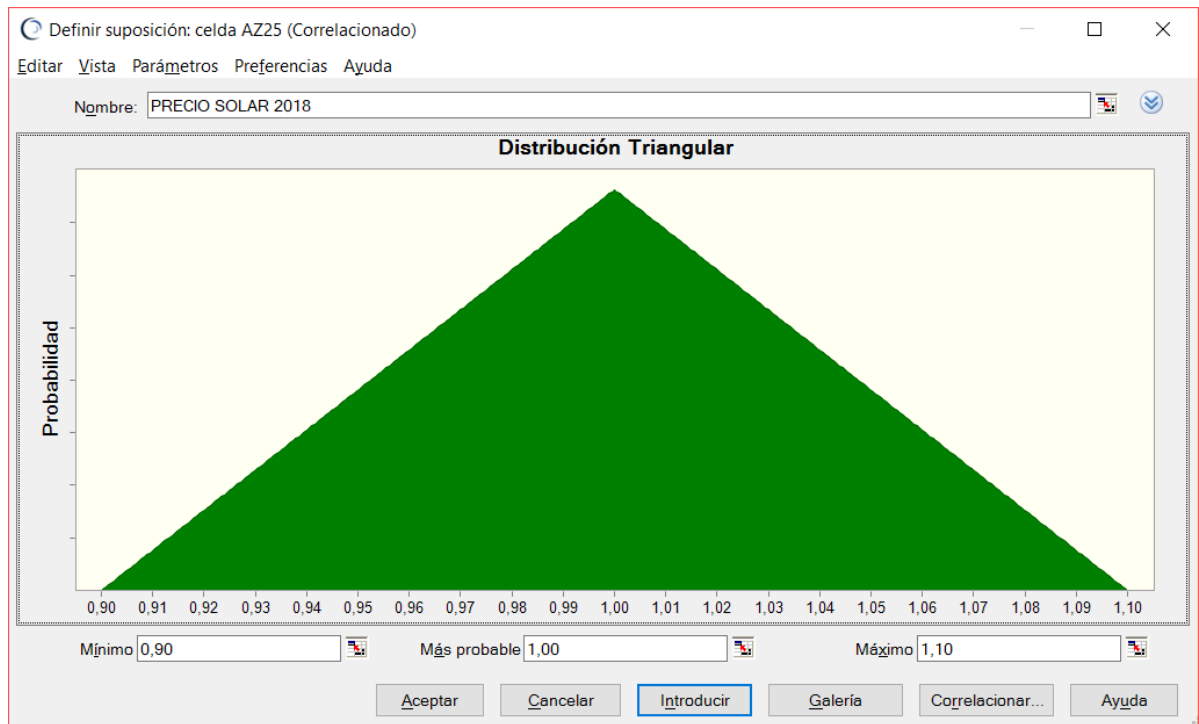 Definir suposición: celda AZ25 (Correlacionado)
Editar Vista Parámetros Preferencias Ayuda
Nombre: PRECIO SOLAR 2018
Distribución Triangular
Probabilidad
0,90 0,91 0,92 0,93 0,94 0,95 0,96 0,97 0,98 0,99 1,00 1,01 1,02 1,03 1,04 1,05 1,06 1,07 1,08 1,09 1,10
Mínimo 0,90 Más probable 1,00 Máximo 1,10
Aceptar Cancelar Introducir Galería Correlacionar... Ayuda